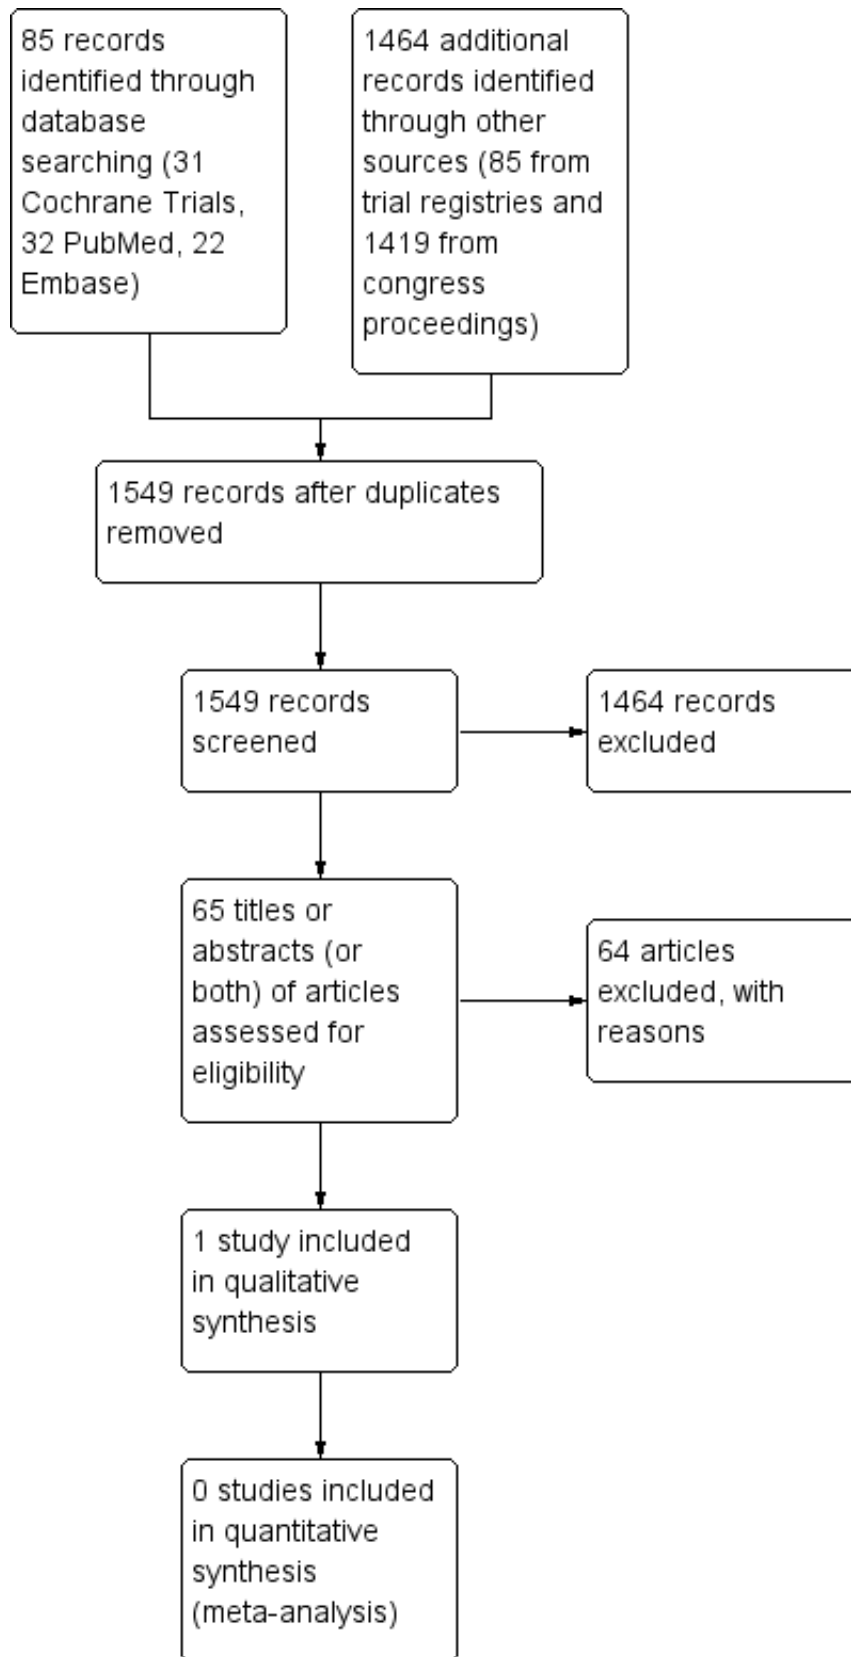 85 records
identified through
database
searching (31
Cochrane Trials,
32 PubMed, 22
Embase)
1464 additional
records identified
through other
sources (85 from
trial registries and
1419 from
congress
proceedings)
1549 records after duplicates
removed
1549 records
screened
1464 records
excluded
65 titles or
abstracts (or
both) of articles
assessed for
eligibility
64 articles
excluded, with
reasons
1 study included
in qualitative
synthesis
0 studies included
in quantitative
synthesis
(meta-analysis)